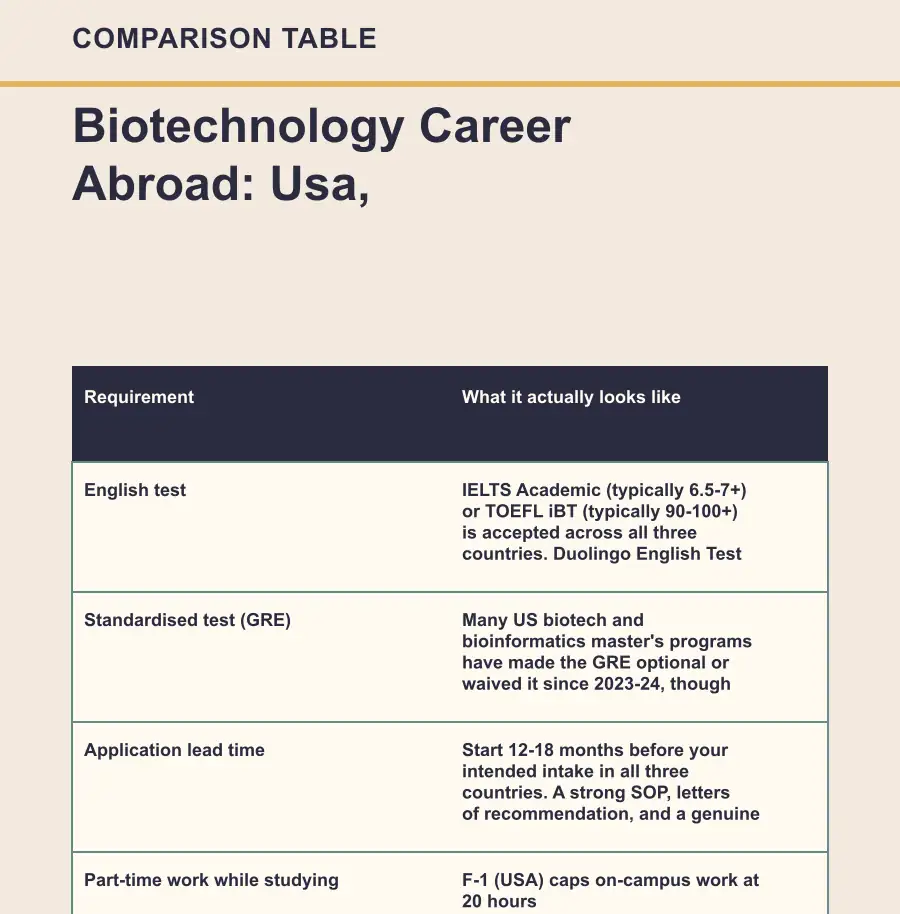 COMPARISON TABLE
Biotechnology Career
Abroad: Usa,
Requirement
What it actually looks like
English test
IELTS Academic (typically 6.5-7+)
or TOEFL iBT (typically 90-100+)
is accepted across all three
countries. Duolingo English Test
Standardised test (GRE)
Many US biotech and
bioinformatics master's programs
have made the GRE optional or
waived it since 2023-24, though
Application lead time
Start 12-18 months before your
intended intake in all three
countries. A strong SOP, letters
of recommendation, and a genuine
Part-time work while studying
F-1 (USA) caps on-campus work at
20 hours